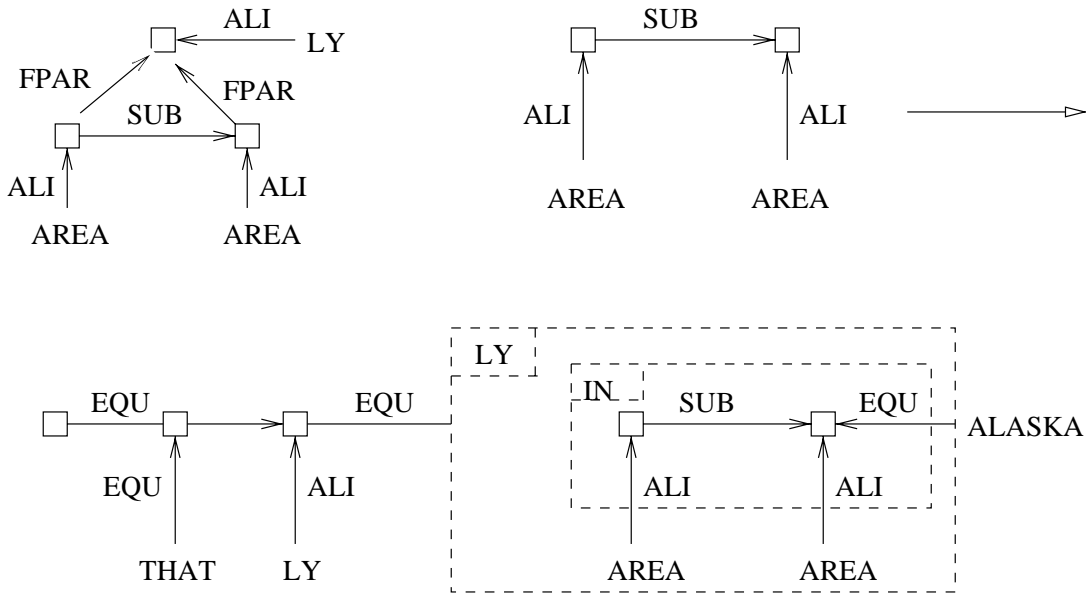 ALI
SUB
LY
FPAR
FPAR
SUB
ALI
ALI
ALI
ALI
AREA
AREA
AREA
AREA
LY
IN
EQU
EQU
SUB
EQU
ALASKA
EQU
ALI
ALI
ALI
THAT
LY
AREA
AREA